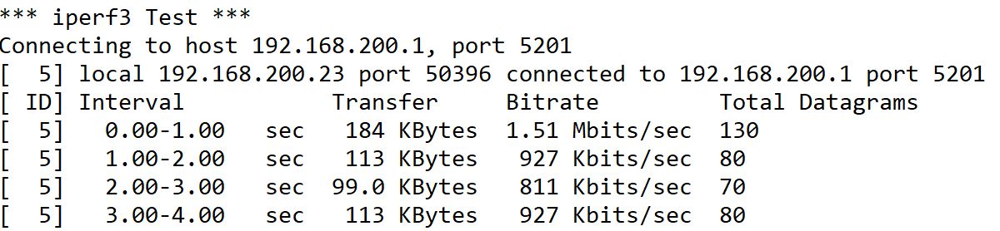 *** iperf3 Test ***
Connecting to host 192.168.200.1, port 5201
[  5] local 192.168.200.23 port 50396 connected to 192.168.200.1 port 5201
[ ID] Interval           Transfer     Bitrate         Total Datagrams
[  5]   0.00-1.00   sec   184 KBytes  1.51 Mbits/sec  130
[  5]   1.00-2.00   sec   113 KBytes   927 Kbits/sec  80
[  5]   2.00-3.00   sec  99.0 KBytes   811 Kbits/sec  70
[  5]   3.00-4.00   sec   113 KBytes   927 Kbits/sec  80